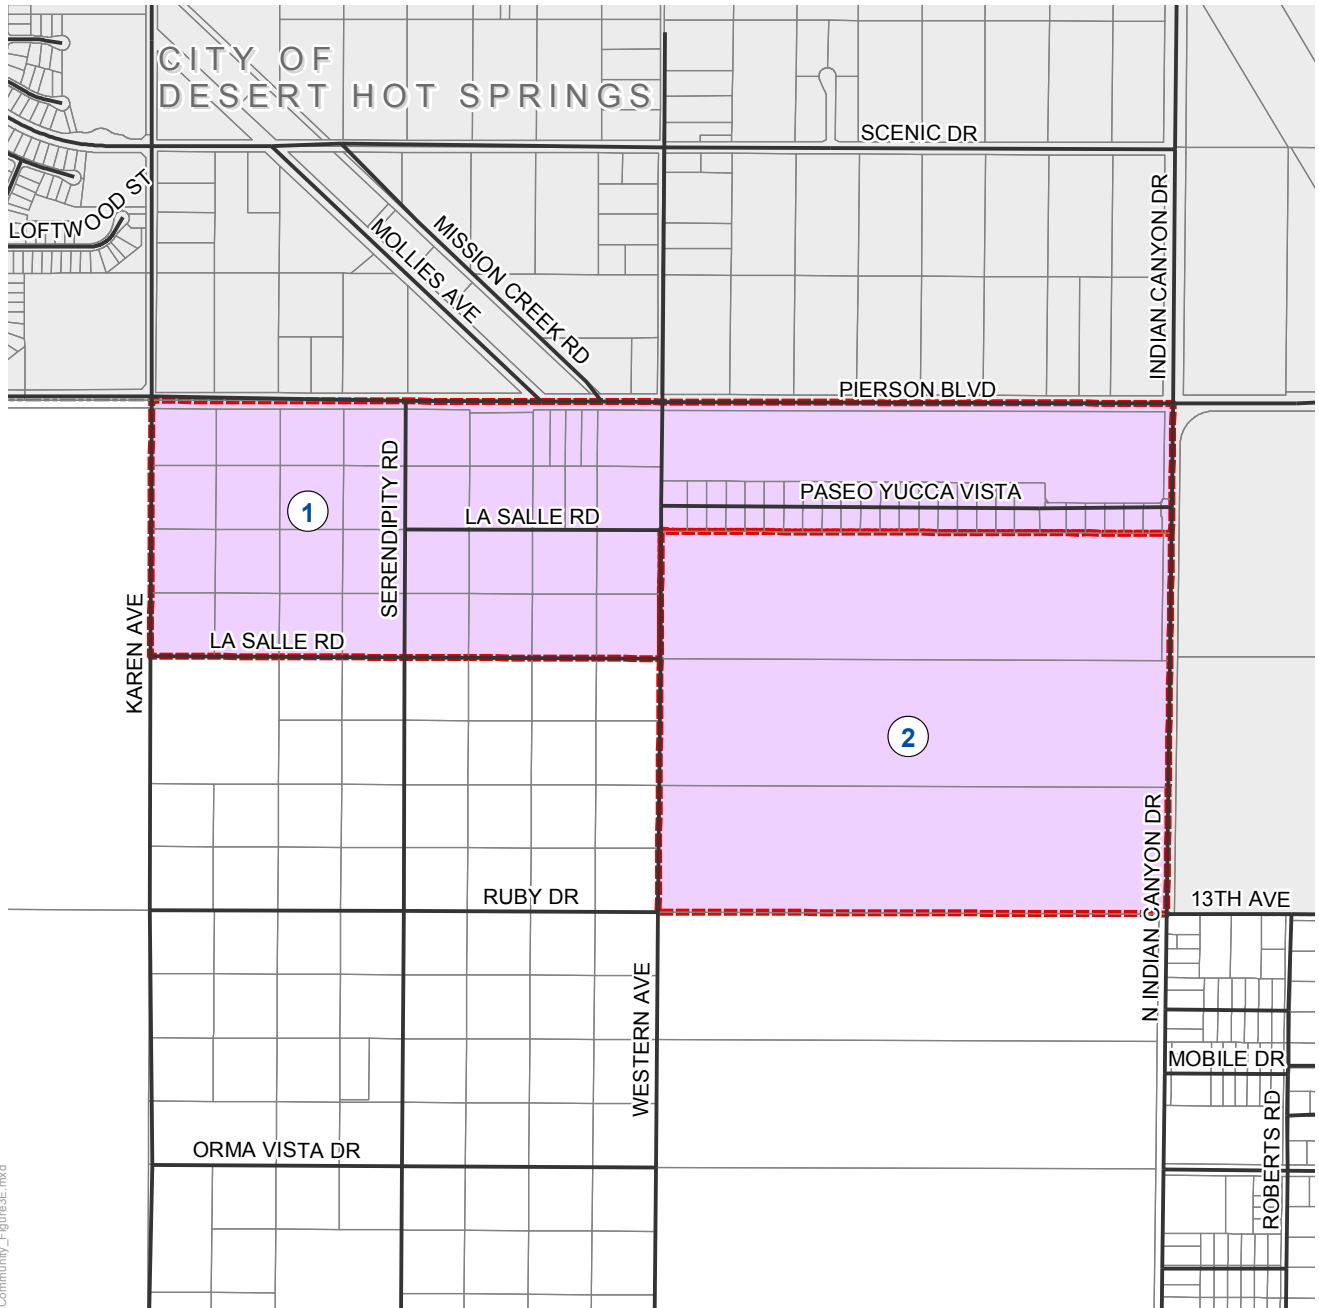 CITY OF
DESERT HOT SPRINGS
SCENIC DR
LOFTWOOD ST
MOLLIES AVE
MISSION CREEK RD
INDIAN CANYON DR
PIERSON BLVD
SERENDIPITY RD
1
LA SALLE RD
PASEO YUCCA VISTA
KAREN AVE
LA SALLE RD
2
RUBY DR
N INDIAN CANYON DR
13TH AVE
WESTERN AVE
MOBILE DR
ROBERTS RD
ORMA VISTA DR
Community_Figure3E.mxd